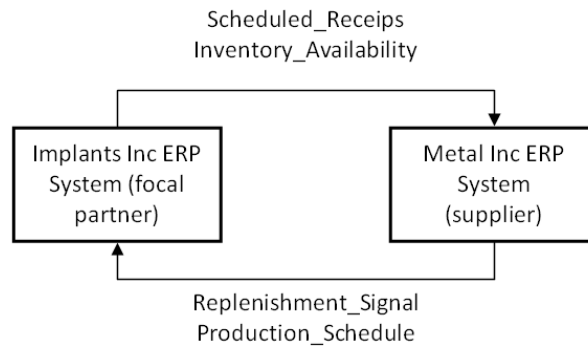 Scheduled_Receips
Inventory_Availability
Implants Inc ERP
System (focal
partner)
Metal Inc ERP
System
(supplier)
Replenishment_Signal
Production_Schedule